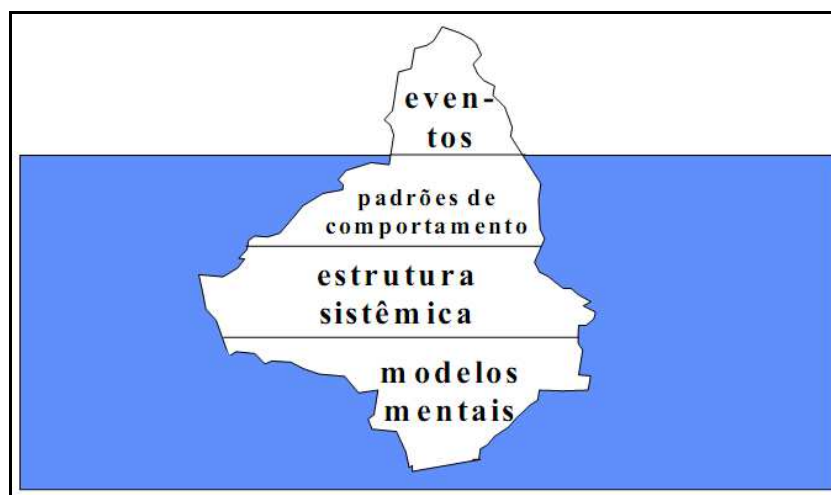 even-
tos
padrões de
comportamento
estrutura
sistêmica
modelos
mentais